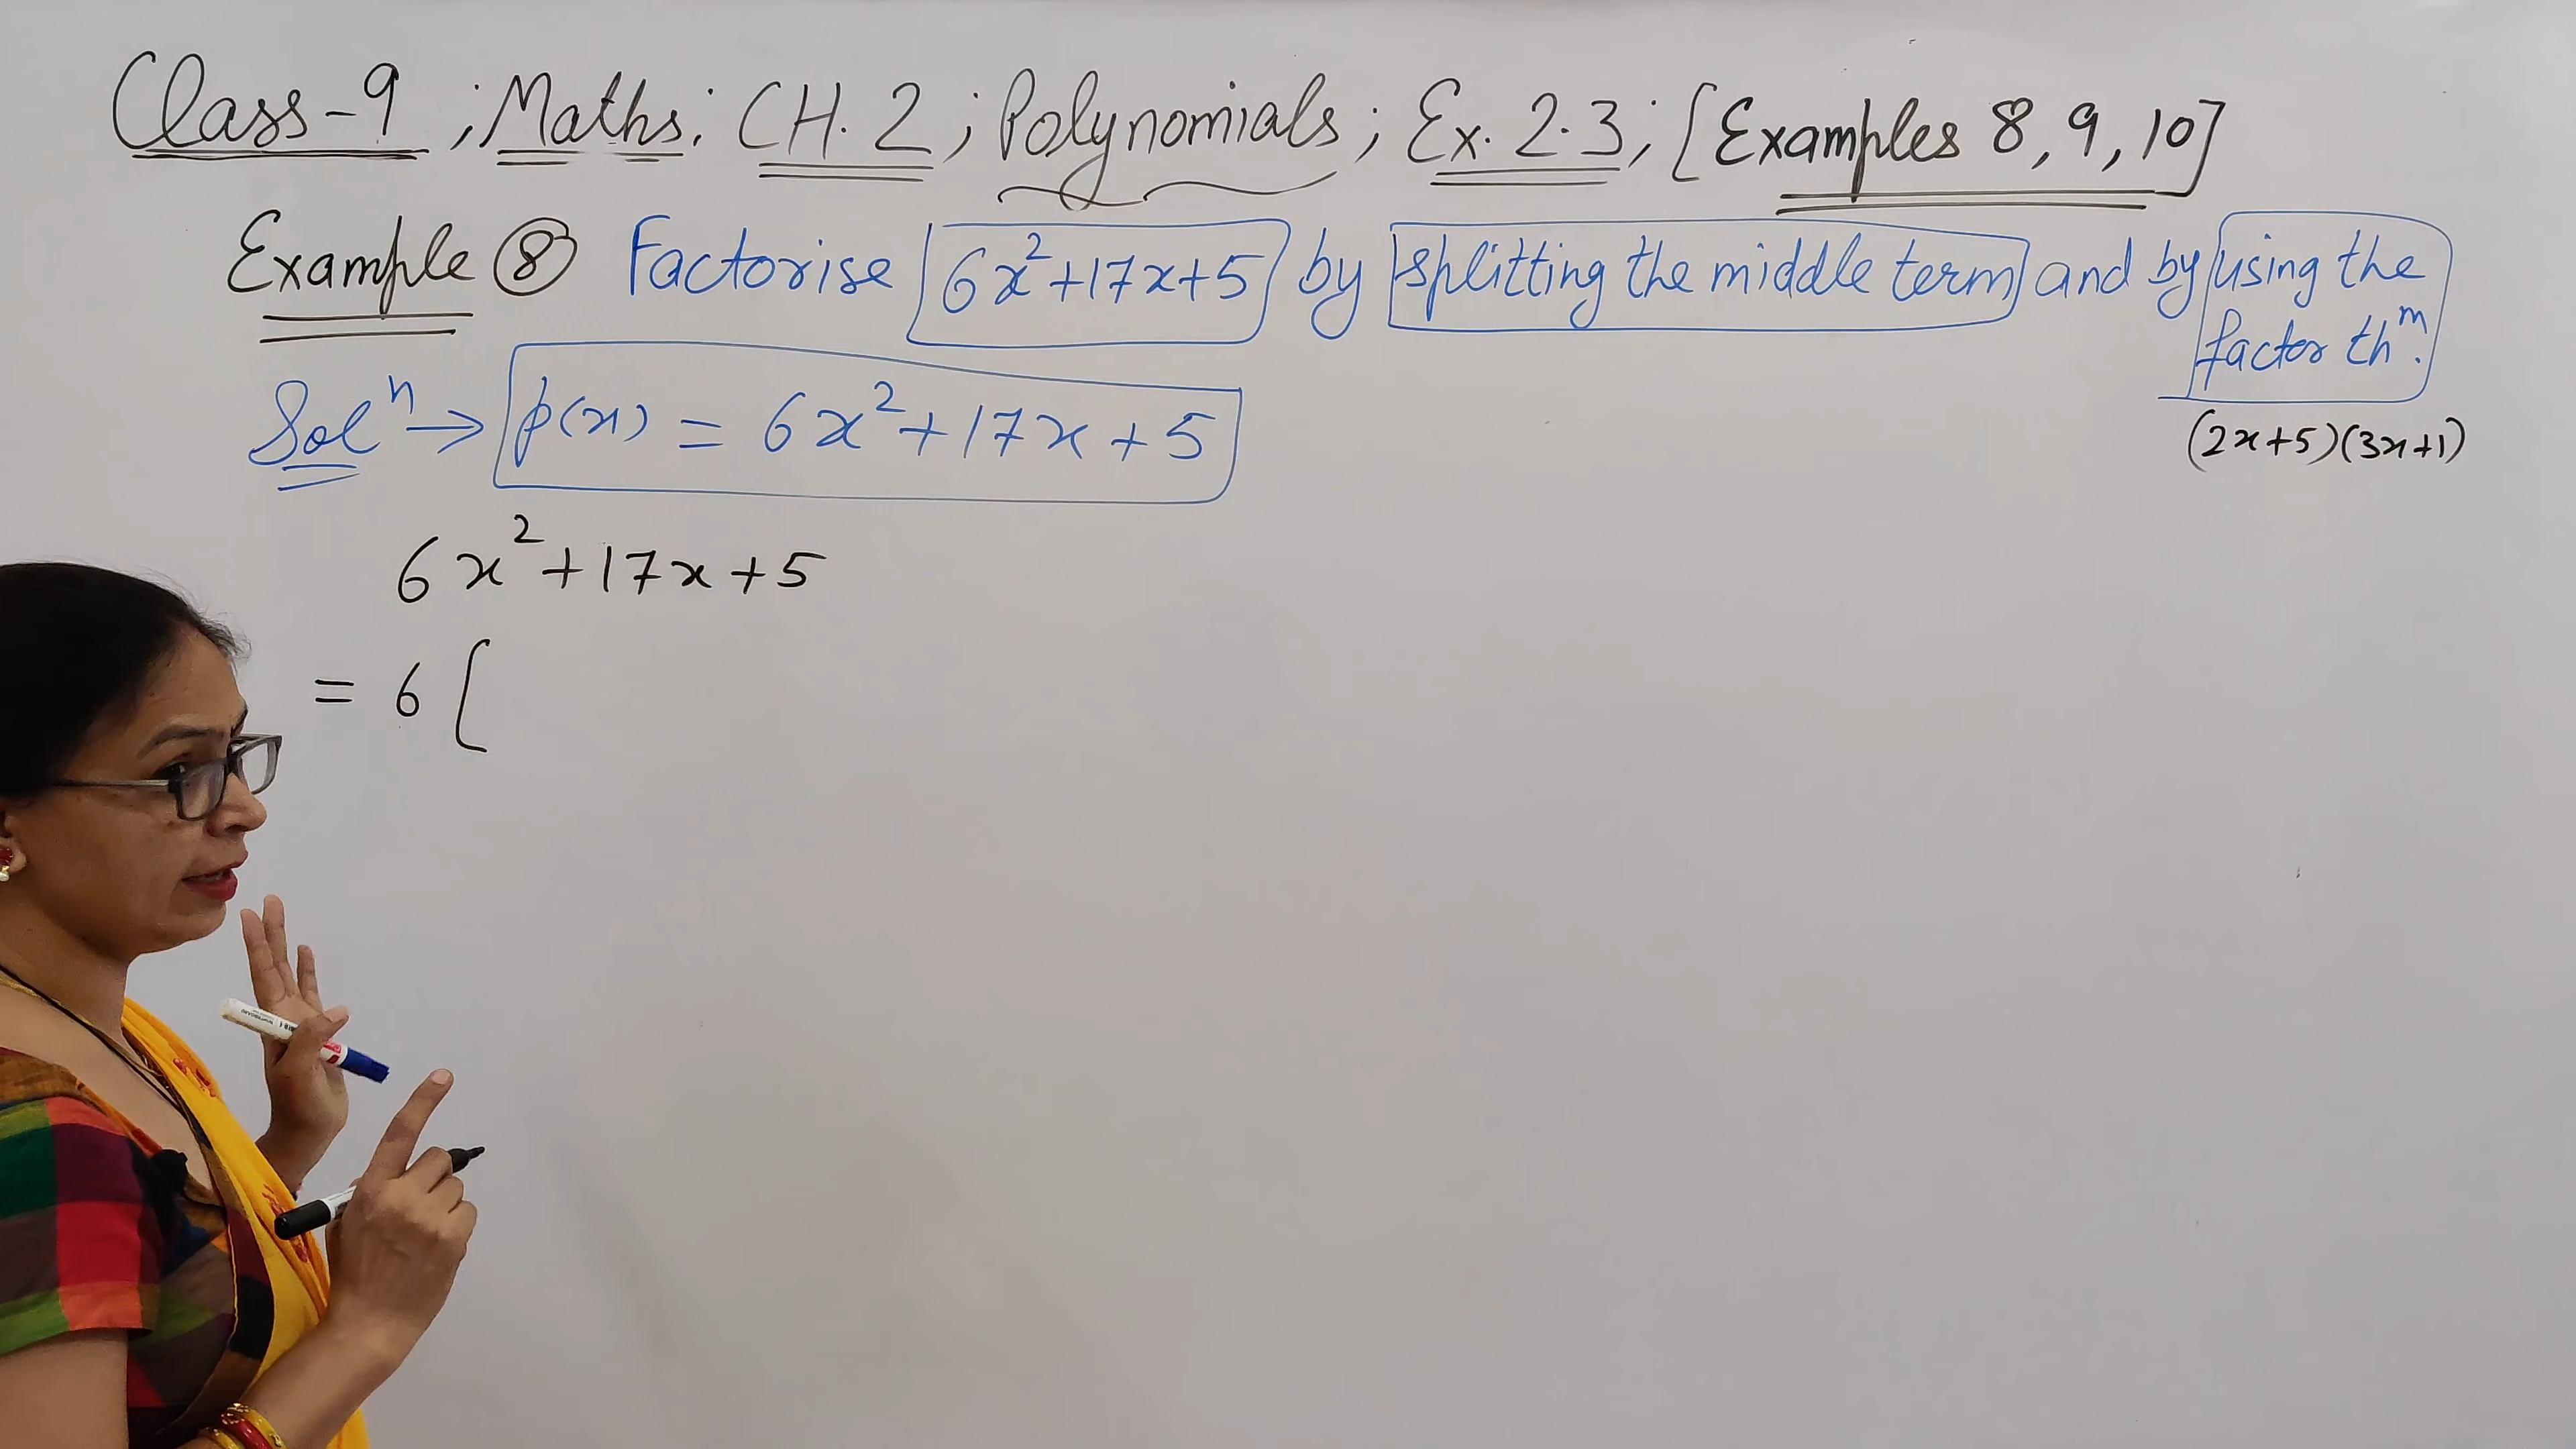 Class-9 ; Maths; CH. 2 ; Polynomials ; Ex. 2.3 ; [Examples 8, 9, 10]
Example ⑧ Factorise 6x²+17x+5 by splitting the middle term and by using the
factor thᵐ.
Solⁿ → p(x) = 6x²+17x+5
(2x+5)(3x+1)
6x²+17x+5
= 6 [